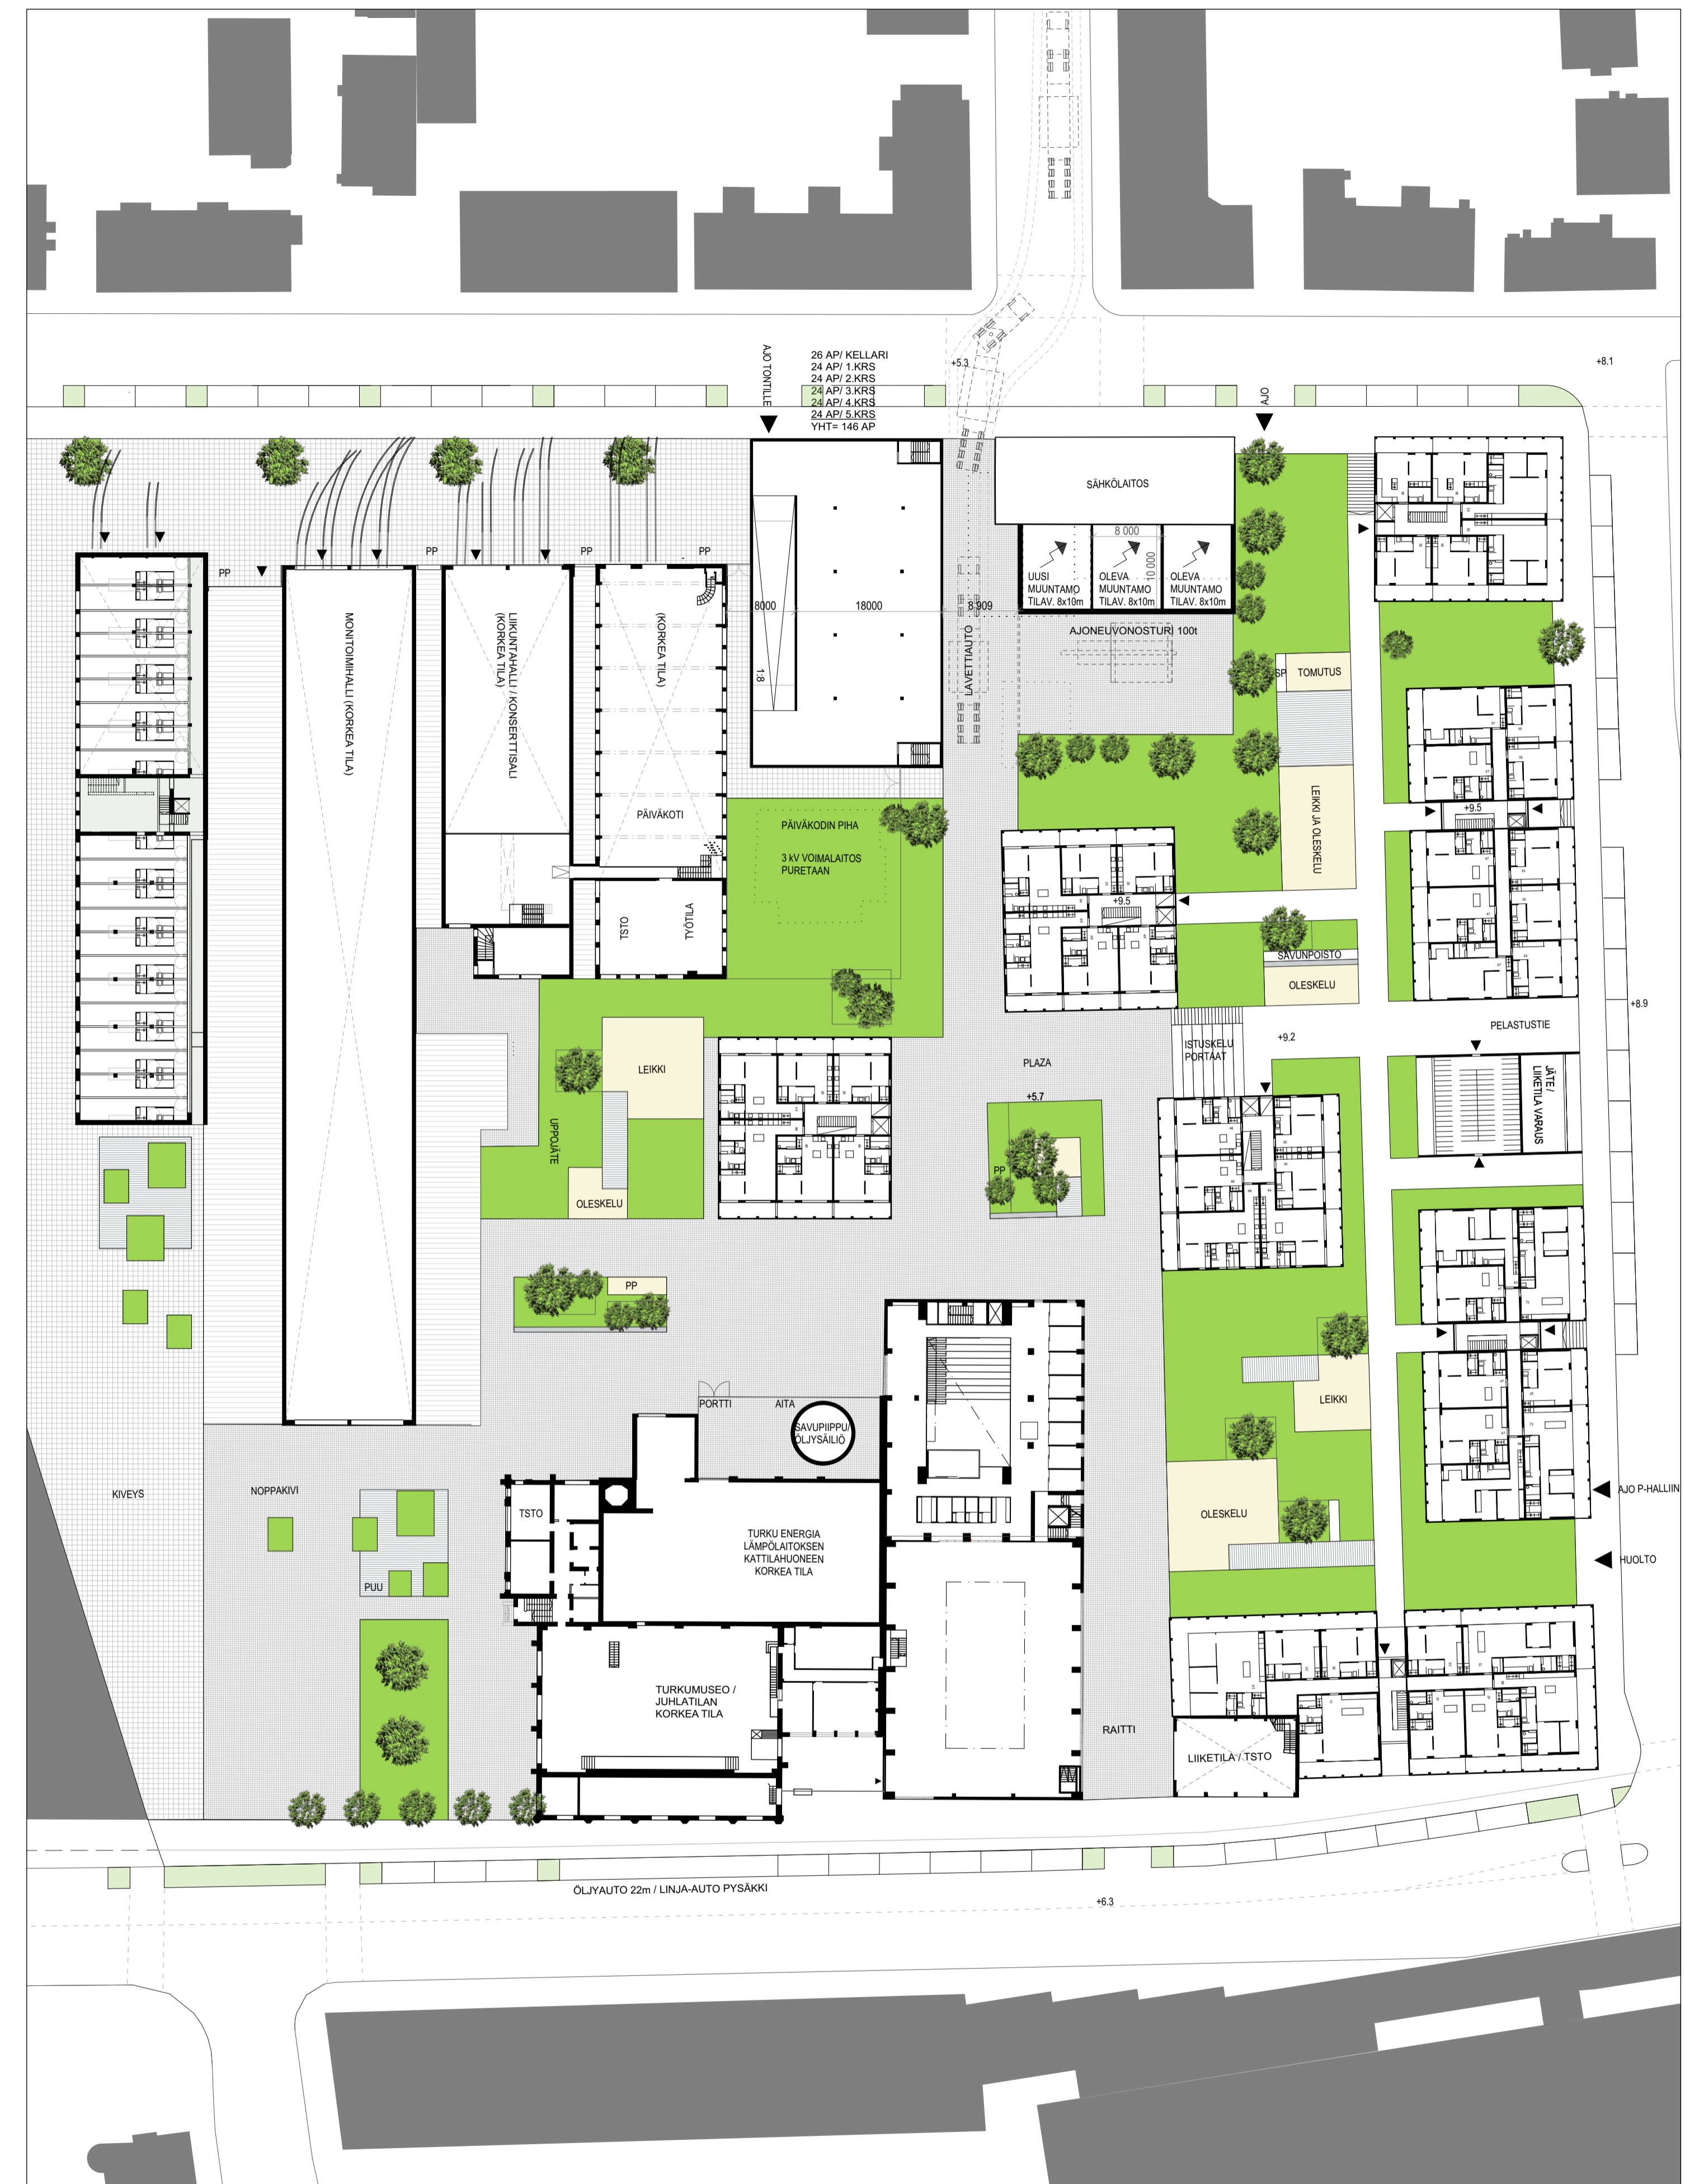 26 AP/ KELLARI
24 AP/ 1.KRS
24 AP/ 2.KRS
24 AP/ 3.KRS
24 AP/ 4.KRS
24 AP/ 5.KRS
YHT= 146 AP
AJO TONTILLE
+5.3
AJO
+8.1
SÄHKÖLAITOS
8 000
10 000
UUSI
MUUNTAMO
TILAV. 8x10m
OLEVA
MUUNTAMO
TILAV. 8x10m
OLEVA
MUUNTAMO
TILAV. 8x10m
PP
PP
PP
PP
MONITOIMIHALLI (KORKEA TILA)
LIIKUNTAHALLI / KONSERTTISALI
(KORKEA TILA)
(KORKEA TILA)
PÄIVÄKOTI
8000
18000
8 909
1:8
LAVETTIAUTO
AJONEUVONOSTURI 100t
SP
TOMUTUS
LEIKKI JA OLESKELU
+9.5
PÄIVÄKODIN PIHA
3 kV VOIMALAITOS
PURETAAN
TSTO
TYÖTILA
+9.5
SAVUNPOISTO
OLESKELU
+8.9
PELASTUSTIE
ISTUSKELU
PORTAAT
+9.2
PLAZA
+5.7
PP
JÄTE /
LIIKETILA VARAUS
LEIKKI
UPPOJÄTE
OLESKELU
PP
LEIKKI
PORTTI
AITA
SAVUPIIPPU/
ÖLJYSÄILIÖ
KIVEYS
NOPPAKIVI
PUU
TSTO
TURKU ENERGIA
LÄMPÖLAITOKSEN
KATTILAHUONEEN
KORKEA TILA
OLESKELU
AJO P-HALLIIN
HUOLTO
TURKUMUSEO /
JUHLATILAN
KORKEA TILA
RAITTI
LIIKETILA / TSTO
ÖLJYAUTO 22m / LINJA-AUTO PYSÄKKI
+6.3